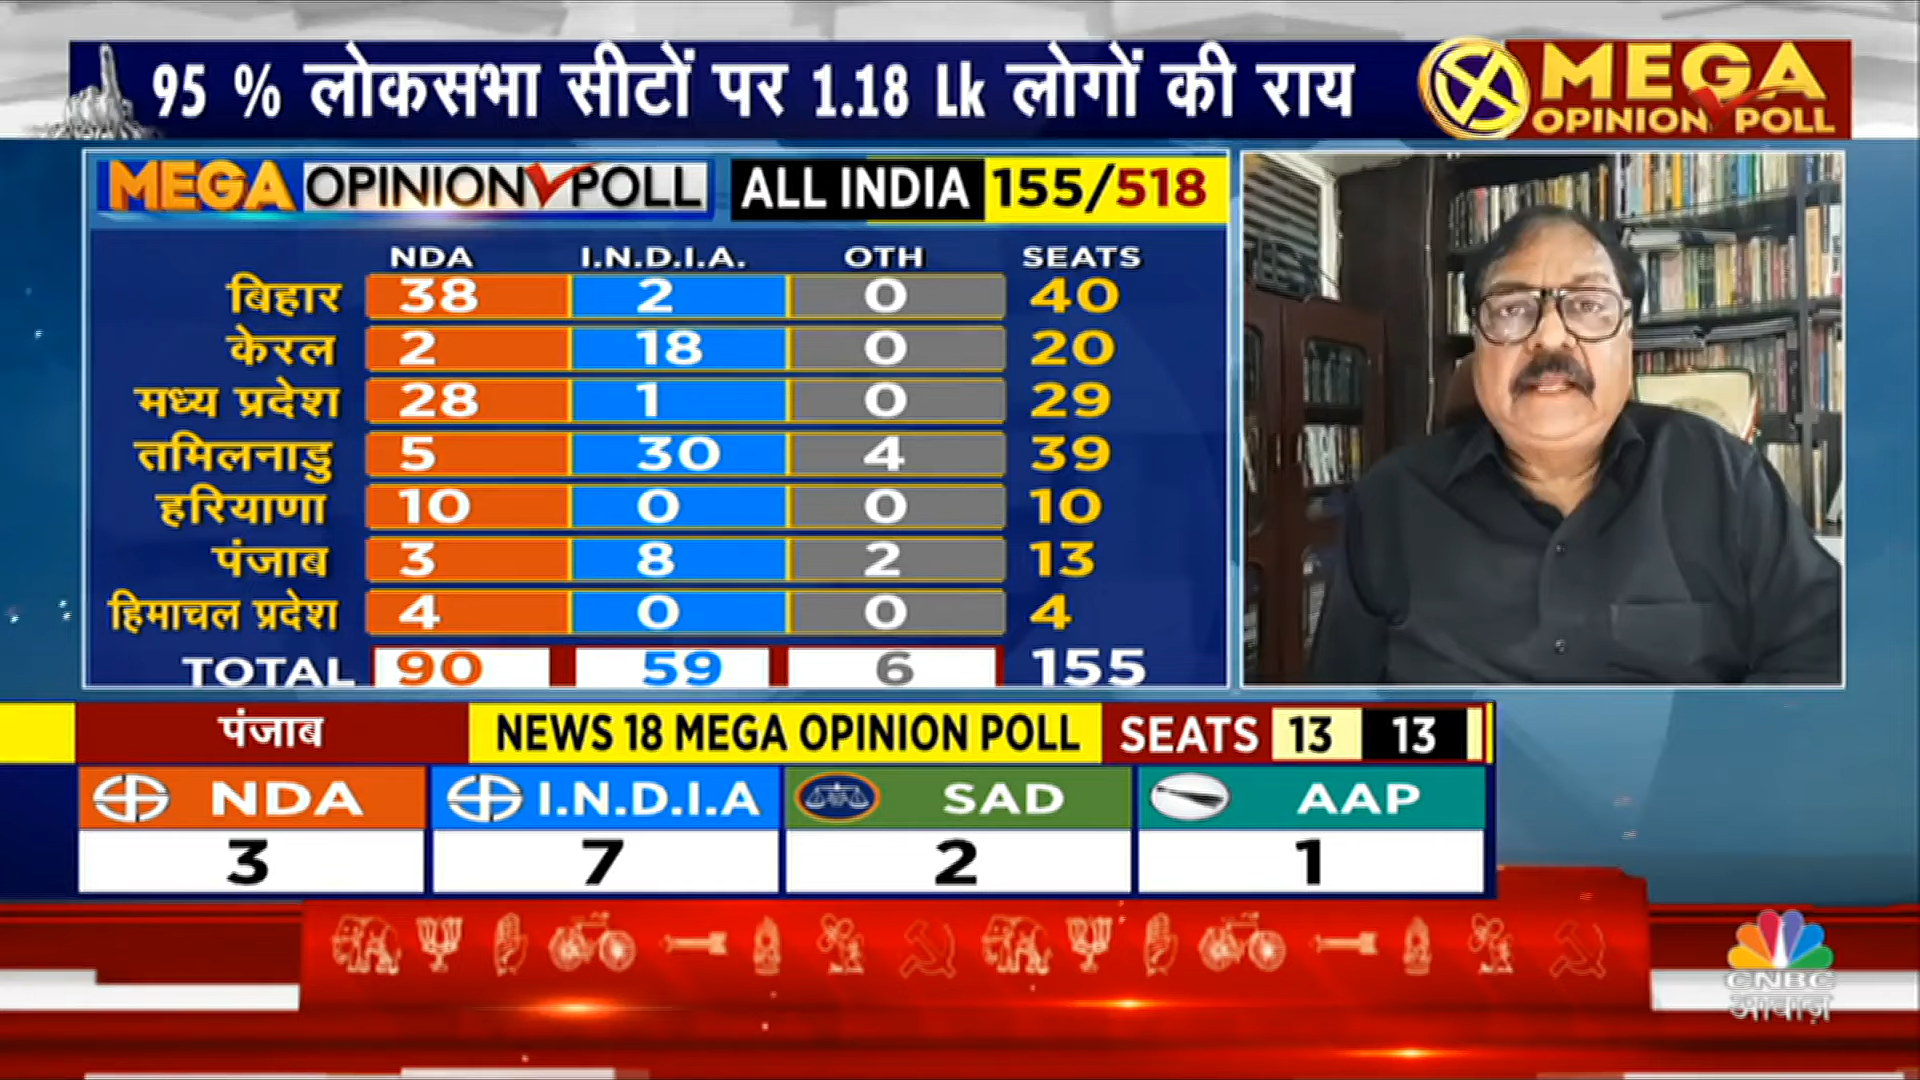 95 % लोकसभा सीटों पर 1.18 Lk लोगों की राय
MEGA
OPINION POLL
MEGA OPINION POLL ALL INDIA 155/518
NDA I.N.D.I.A. OTH SEATS
बिहार 38 2 0 40
केरल 2 18 0 20
मध्य प्रदेश 28 1 0 29
तमिलनाडु 5 30 4 39
हरियाणा 10 0 0 10
पंजाब 3 8 2 13
हिमाचल प्रदेश 4 0 0 4
TOTAL 90 59 6 155
पंजाब NEWS 18 MEGA OPINION POLL SEATS 13 13
NDA I.N.D.I.A SAD AAP
3 7 2 1
CNBC
आवाज़